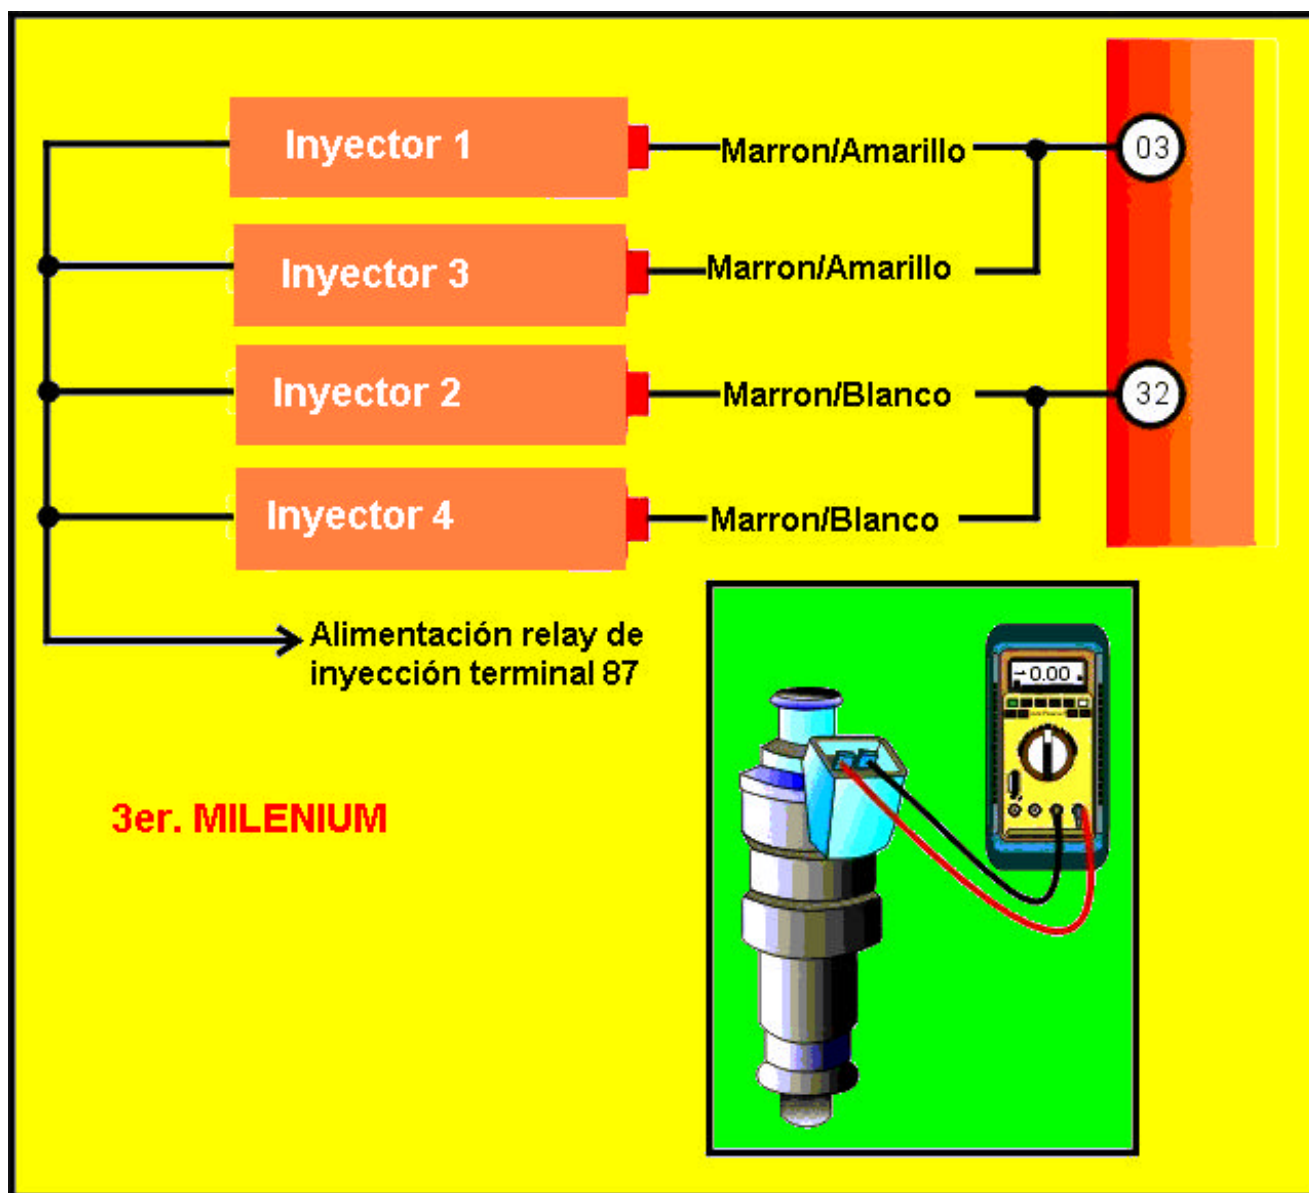 Inyector 1
Marron/Amarillo
03
Inyector 3
Marron/Amarillo
Inyector 2
Marron/Blanco
32
Inyector 4
Marron/Blanco
Alimentación relay de
inyección terminal 87
0.00
3er. MILENIUM